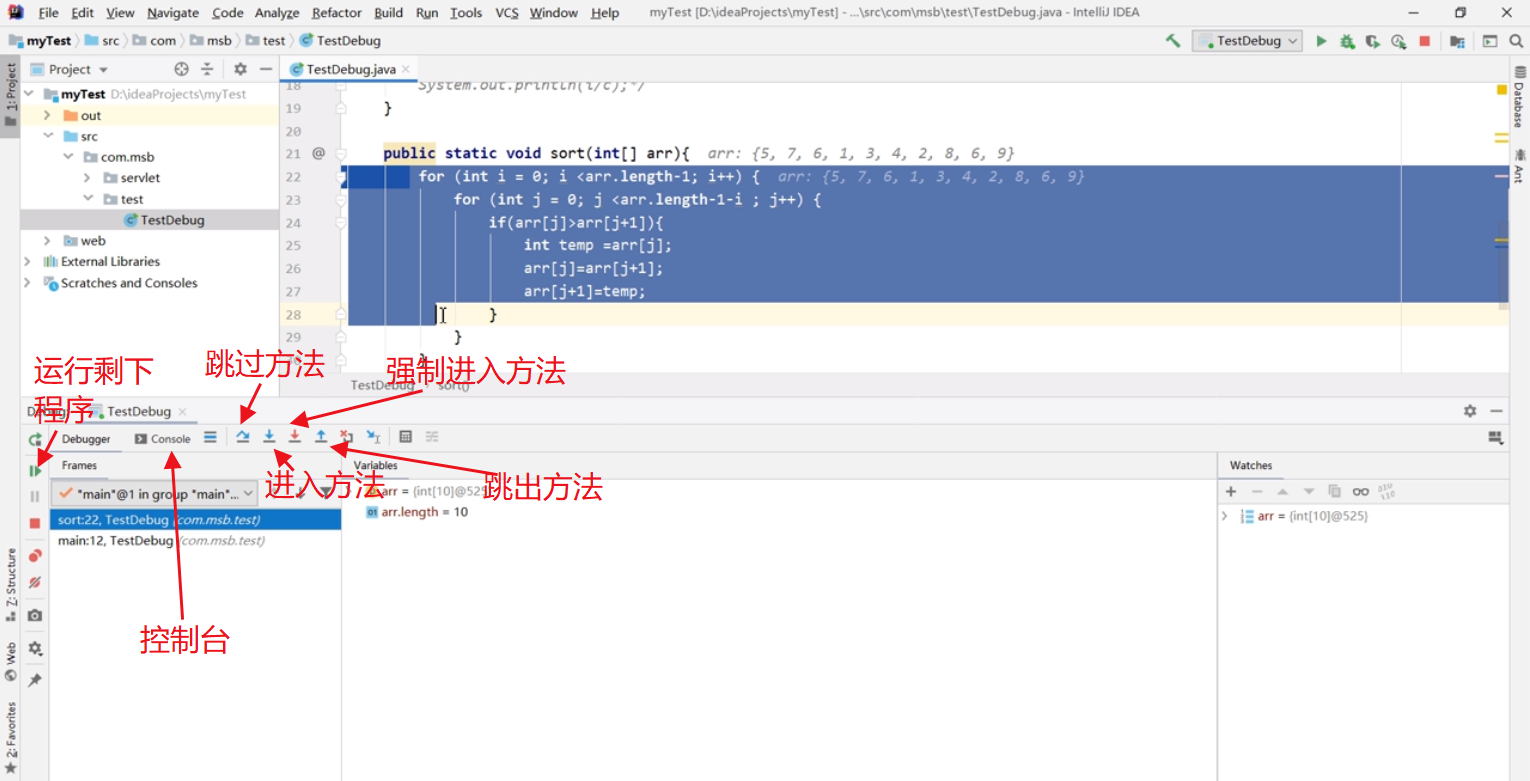 File Edit View Navigate Code Analyze Refactor Build Run Tools VCS Window Help myTest [D:\ideaProjects\myTest] - ...\src\com\msb\test\TestDebug.java - IntelliJ IDEA
myTest src com msb test TestDebug TestDebug
1: Project
Project
TestDebug.java
myTest D:\ideaProjects\myTest
out
src
com.msb
servlet
test
TestDebug
web
External Libraries
Scratches and Consoles
18 System.out.println(i/c);*/
19 }
20
21 @ public static void sort(int[] arr){ arr: {5, 7, 6, 1, 3, 4, 2, 8, 6, 9}
22 for (int i = 0; i <arr.length-1; i++) { arr: {5, 7, 6, 1, 3, 4, 2, 8, 6, 9}
23 for (int j = 0; j <arr.length-1-i ; j++) {
24 if(arr[j]>arr[j+1]){
25 int temp =arr[j];
26 arr[j]=arr[j+1];
27 arr[j+1]=temp;
28 }
29 }
}
TestDebug sort()
Database
Ant
运行剩下
程序
跳过方法
强制进入方法
Debug: TestDebug
Debugger Console
Frames
Variables
Watches
进入方法
跳出方法
"main"@1 in group "main"...
sort:22, TestDebug (com.msb.test)
main:12, TestDebug (com.msb.test)
arr = {int[10]@525
arr.length = 10
arr = {int[10]@525}
控制台
Z: Structure
Web
2: Favorites